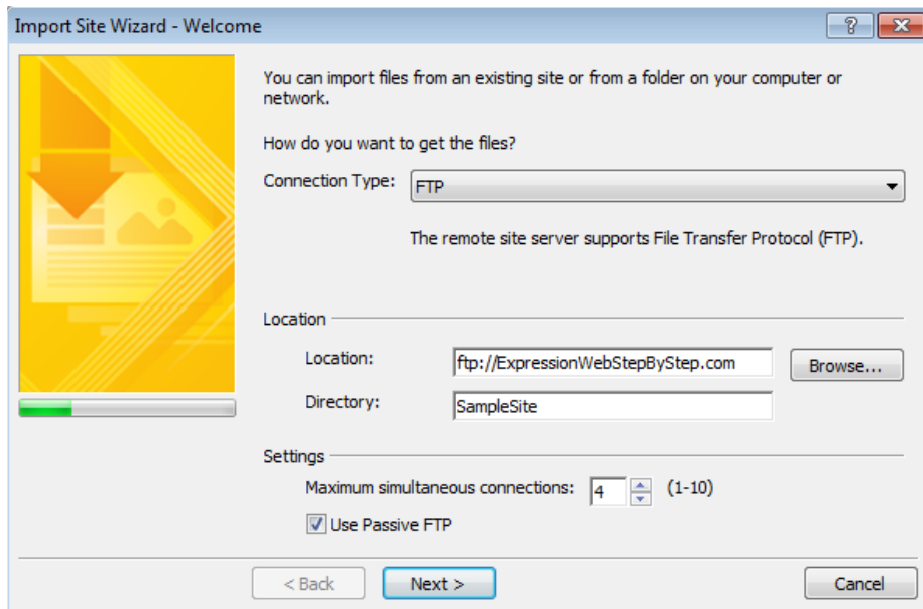 Import Site Wizard - Welcome
You can import files from an existing site or from a folder on your computer or
network.
How do you want to get the files?
Connection Type: FTP
The remote site server supports File Transfer Protocol (FTP).
Location
Location: ftp://ExpressionWebStepByStep.com Browse...
Directory: SampleSite
Settings
Maximum simultaneous connections: 4 (1-10)
Use Passive FTP
< Back Next > Cancel